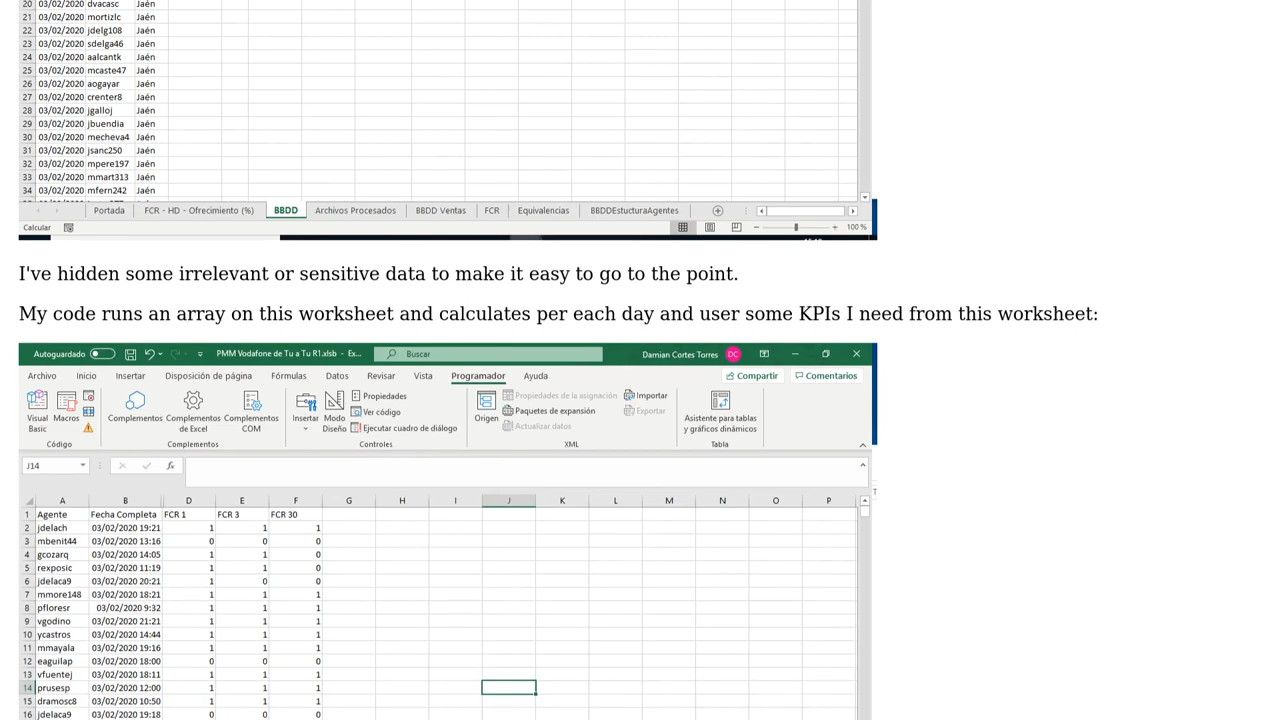 20 03/02/2020 dvacasc Jaén
21 03/02/2020 mortizlc Jaén
22 03/02/2020 jdelg108 Jaén
23 03/02/2020 sdelga46 Jaén
24 03/02/2020 aalcantk Jaén
25 03/02/2020 mcaste47 Jaén
26 03/02/2020 aogayar Jaén
27 03/02/2020 crenter8 Jaén
28 03/02/2020 jgalloj Jaén
29 03/02/2020 jbuendia Jaén
30 03/02/2020 mecheva4 Jaén
31 03/02/2020 jsanc250 Jaén
32 03/02/2020 mpere197 Jaén
33 03/02/2020 mmart313 Jaén
34 03/02/2020 mfern242 Jaén
Portada FCR - HD - Ofrecimiento (%) BBDD Archivos Procesados BBDD Ventas FCR Equivalencias BBDDEstucturaAgentes
Calcular 100 %
I've hidden some irrelevant or sensitive data to make it easy to go to the point.
My code runs an array on this worksheet and calculates per each day and user some KPIs I need from this worksheet:
Autoguardado PMM Vodafone de Tu a Tu R1.xlsb - Ex... Buscar Damian Cortes Torres DC
Archivo Inicio Insertar Disposición de página Fórmulas Datos Revisar Vista Programador Ayuda Compartir Comentarios
Visual Basic Macros Complementos Complementos de Excel Complementos COM Insertar Modo Diseño Propiedades Ver código Ejecutar cuadro de diálogo Origen Propiedades de la asignación Paquetes de expansión Actualizar datos Importar Exportar Asistente para tablas y gráficos dinámicos
Código Complementos Controles XML Tabla
J14 fx
A B D E F G H I J K L M N O P
1 Agente Fecha Completa FCR 1 FCR 3 FCR 30
2 jdelach 03/02/2020 19:21 1 1 1
3 mbenit44 03/02/2020 13:16 0 0 0
4 gcozarq 03/02/2020 14:05 1 1 0
5 rexposic 03/02/2020 11:19 1 1 0
6 jdelaca9 03/02/2020 20:21 1 0 0
7 mmore148 03/02/2020 18:21 1 1 1
8 pfloresr 03/02/2020 9:32 1 1 1
9 vgodino 03/02/2020 21:21 1 1 1
10 ycastros 03/02/2020 14:44 1 1 1
11 mmayala 03/02/2020 19:16 1 1 1
12 eaguilap 03/02/2020 18:00 0 0 0
13 vfuentej 03/02/2020 18:11 1 1 1
14 prusesp 03/02/2020 12:00 1 1 1
15 dramosc8 03/02/2020 10:50 1 1 1
16 jdelaca9 03/02/2020 19:18 0 0 0